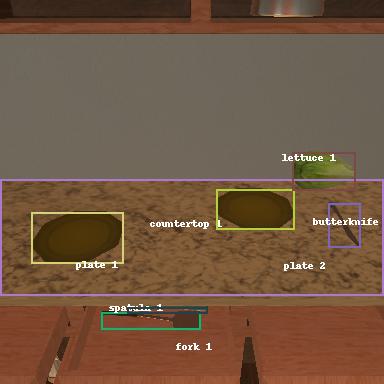 lettuce 1
countertop 1
butterknife
plate 1
plate 2
spatula 1
fork 1